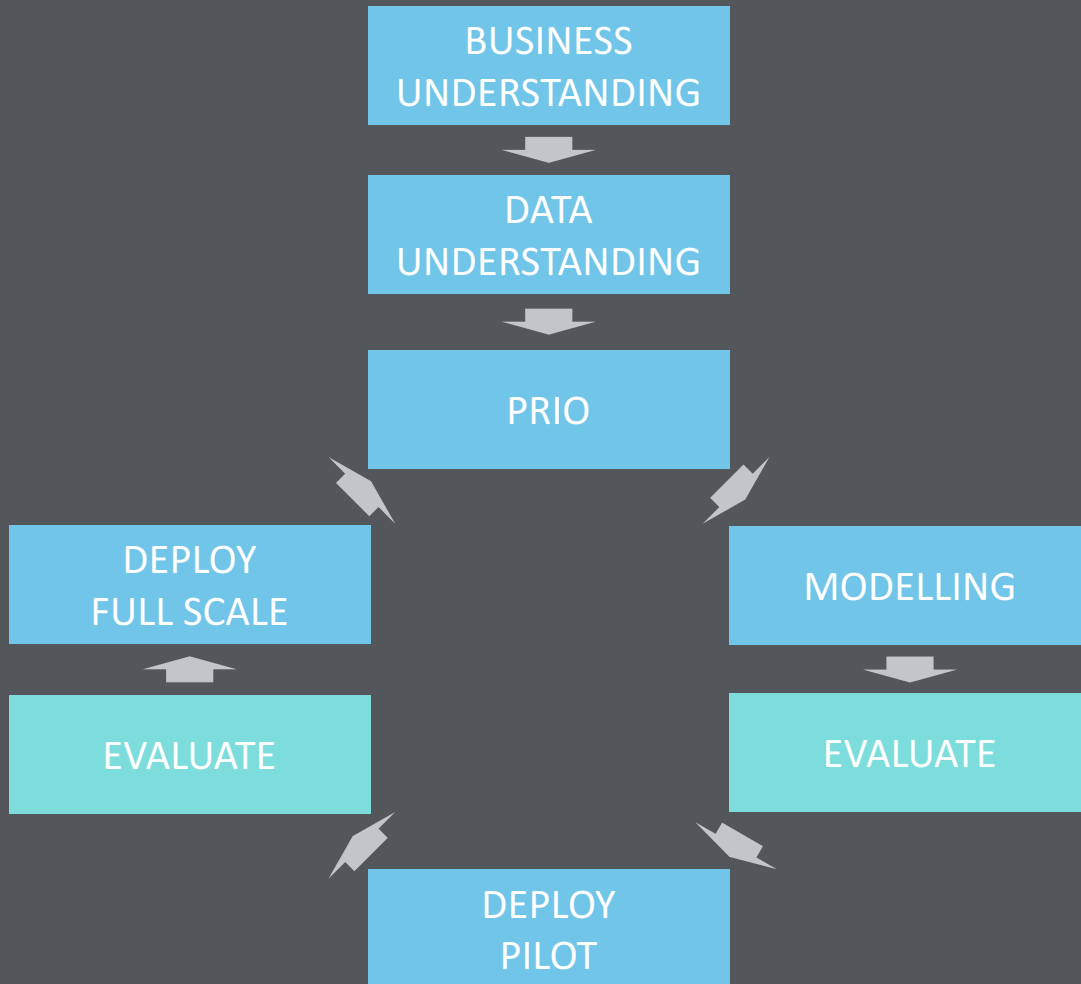 BUSINESS
UNDERSTANDING
DATA
UNDERSTANDING
PRIO
DEPLOY
FULL SCALE
MODELLING
EVALUATE
EVALUATE
DEPLOY
PILOT